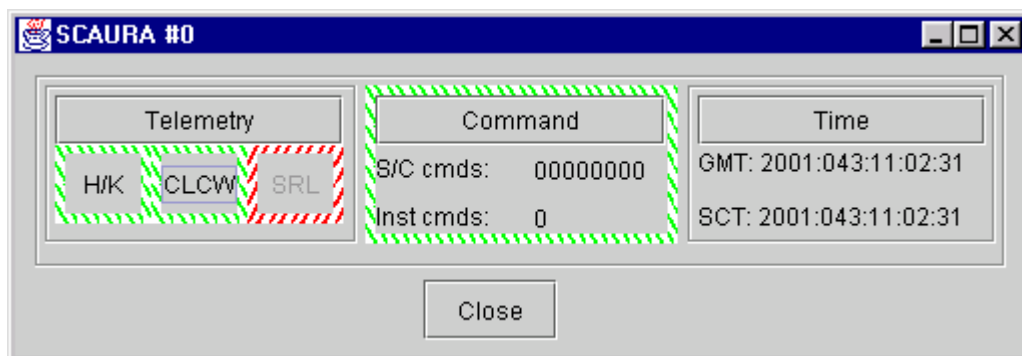 SCAURA #0
Telemetry
H/K CLCW SRL
Command
S/C cmds: 00000000
Inst cmds: 0
Time
GMT: 2001:043:11:02:31
SCT: 2001:043:11:02:31
Close